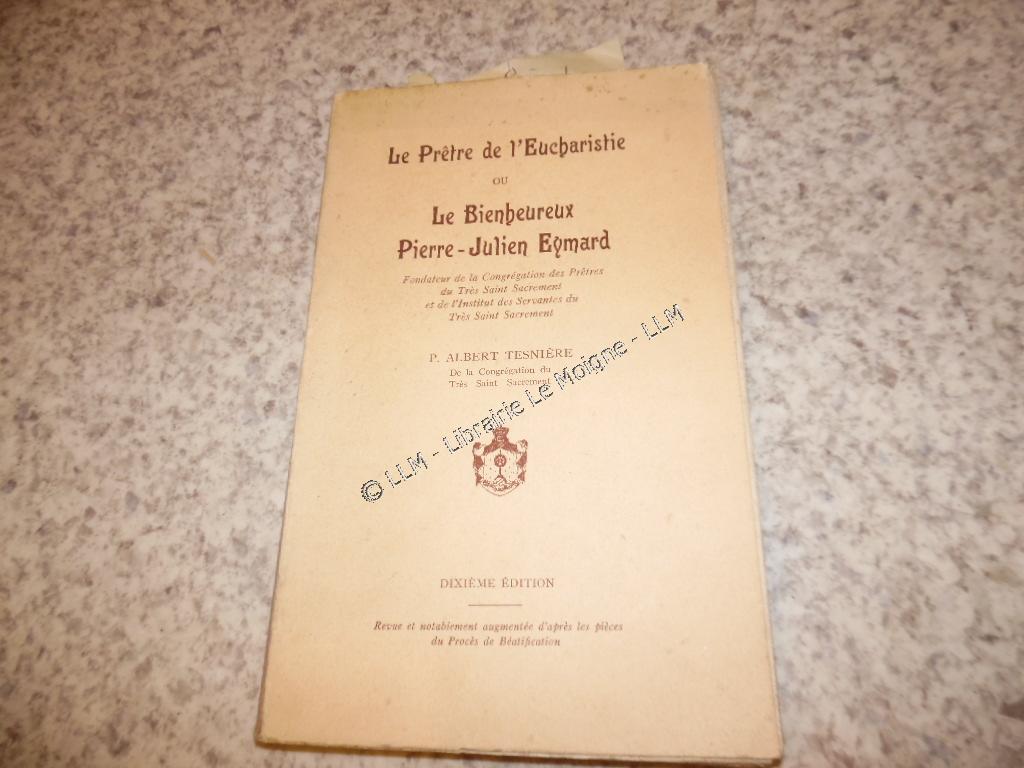 Le Prêtre de l'Eucharistie
OU
Le Bienheureux
Pierre-Julien Eymard
Fondateur de la Congrégation des Prêtres
du Très Saint Sacrement
et de l'Institut des Servantes du
Très Saint Sacrement
P. ALBERT TESNIÈRE
De la Congrégation du
Très Saint Sacrement
© LLM - Librairie Le Moigne - LLM
DIXIÈME ÉDITION
Revue et notablement augmentée d'après les pièces
du Procès de Béatification